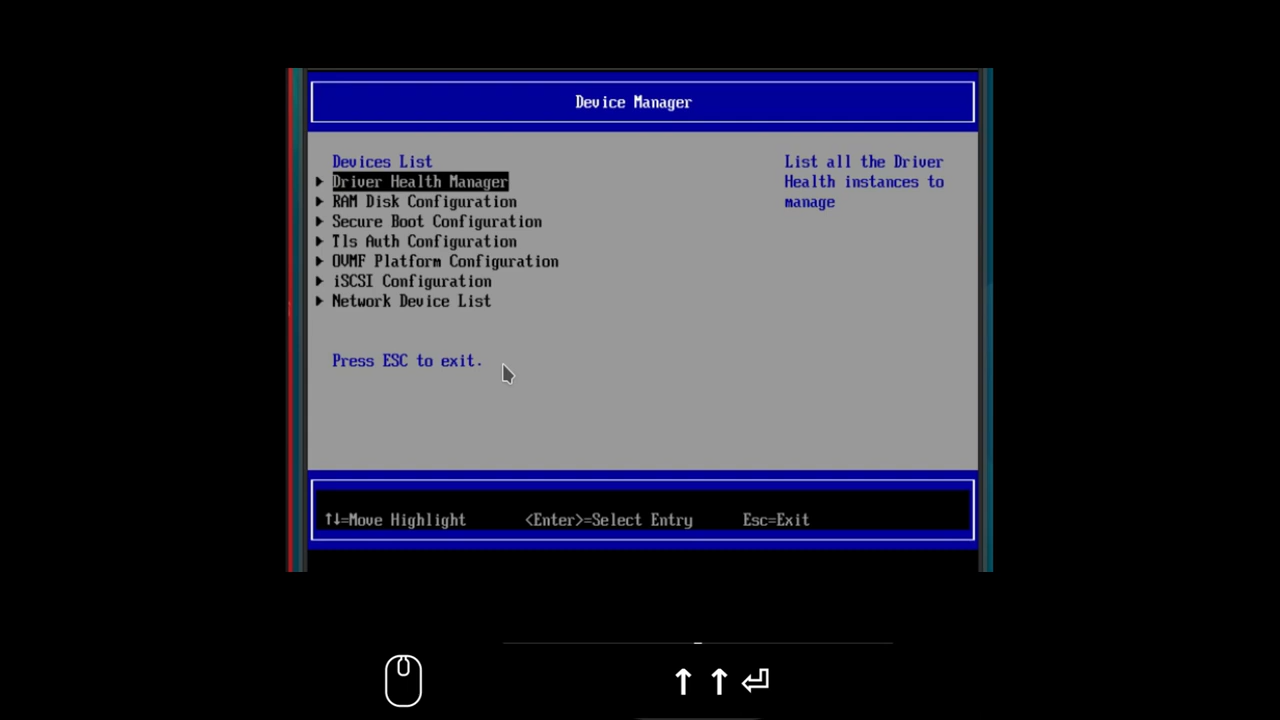 Device Manager
Devices List
Driver Health Manager
RAM Disk Configuration
Secure Boot Configuration
Tls Auth Configuration
OVMF Platform Configuration
iSCSI Configuration
Network Device List
Press ESC to exit.
List all the Driver
Health instances to
manage
↑↓=Move Highlight <Enter>=Select Entry Esc=Exit
↑ ↑ ⏎